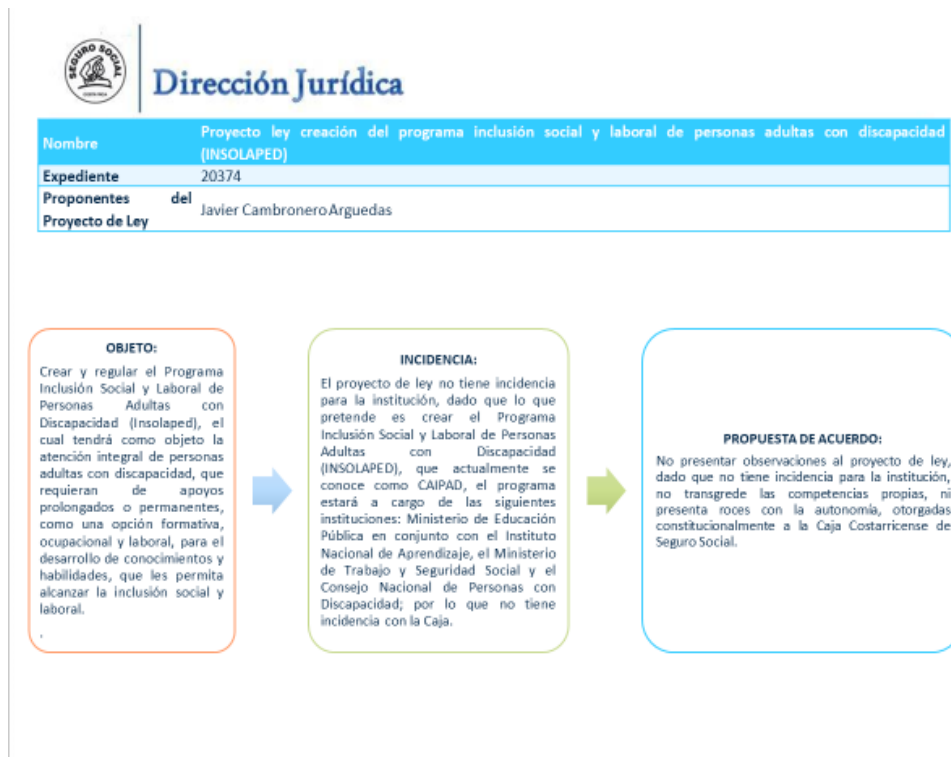 SEGURO SOCIAL
COSTA RICA
Dirección Jurídica
Nombre
Proyecto ley creación del programa inclusión social y laboral de personas adultas con discapacidad
(INSOLAPED)
Expediente
20374
Proponentes del
Proyecto de Ley
Javier Cambronero Arguedas
OBJETO:
Crear y regular el Programa
Inclusión Social y Laboral de
Personas Adultas con
Discapacidad (Insolaped), el
cual tendrá como objeto la
atención integral de personas
adultas con discapacidad, que
requieran de apoyos
prolongados o permanentes,
como una opción formativa,
ocupacional y laboral, para el
desarrollo de conocimientos y
habilidades, que les permita
alcanzar la inclusión social y
laboral.
.
INCIDENCIA:
El proyecto de ley no tiene incidencia
para la institución, dado que lo que
pretende es crear el Programa
Inclusión Social y Laboral de Personas
Adultas con Discapacidad
(INSOLAPED), que actualmente se
conoce como CAIPAD, el programa
estará a cargo de las siguientes
instituciones: Ministerio de Educación
Pública en conjunto con el Instituto
Nacional de Aprendizaje, el Ministerio
de Trabajo y Seguridad Social y el
Consejo Nacional de Personas con
Discapacidad; por lo que no tiene
incidencia con la Caja.
PROPUESTA DE ACUERDO:
No presentar observaciones al proyecto de ley,
dado que no tiene incidencia para la institución,
no transgrede las competencias propias, ni
presenta roces con la autonomía, otorgadas
constitucionalmente a la Caja Costarricense de
Seguro Social.